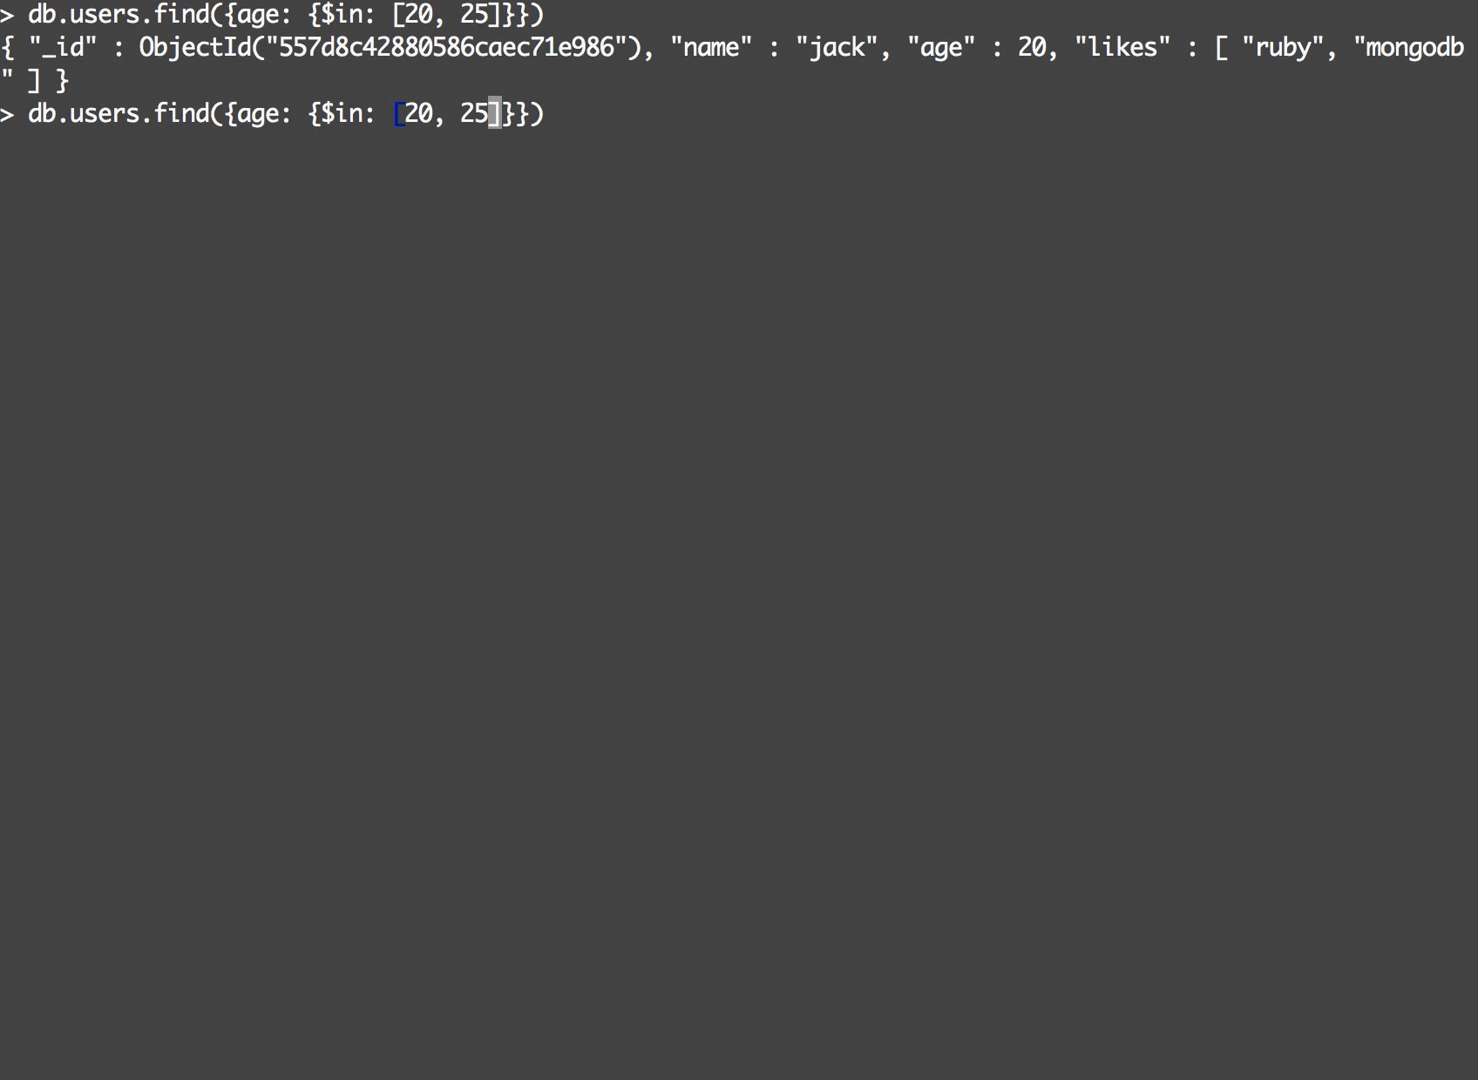 > db.users.find({age: {$in: [20, 25]}})
{ "_id" : ObjectId("557d8c42880586caec71e986"), "name" : "jack", "age" : 20, "likes" : [ "ruby", "mongodb
" ] }
> db.users.find({age: {$in: [20, 25]}})